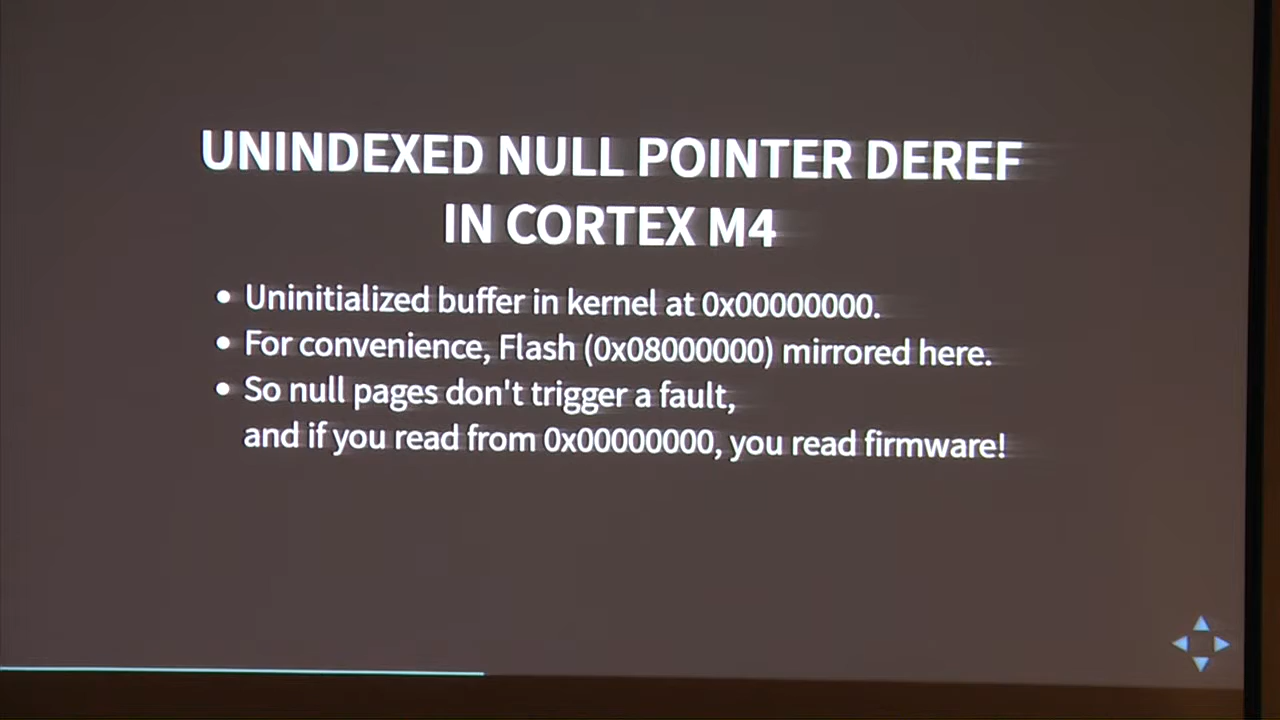 UNINDEXED NULL POINTER DEREF
IN CORTEX M4
• Uninitialized buffer in kernel at 0x00000000.
• For convenience, Flash (0x08000000) mirrored here.
• So null pages don't trigger a fault,
and if you read from 0x00000000, you read firmware!